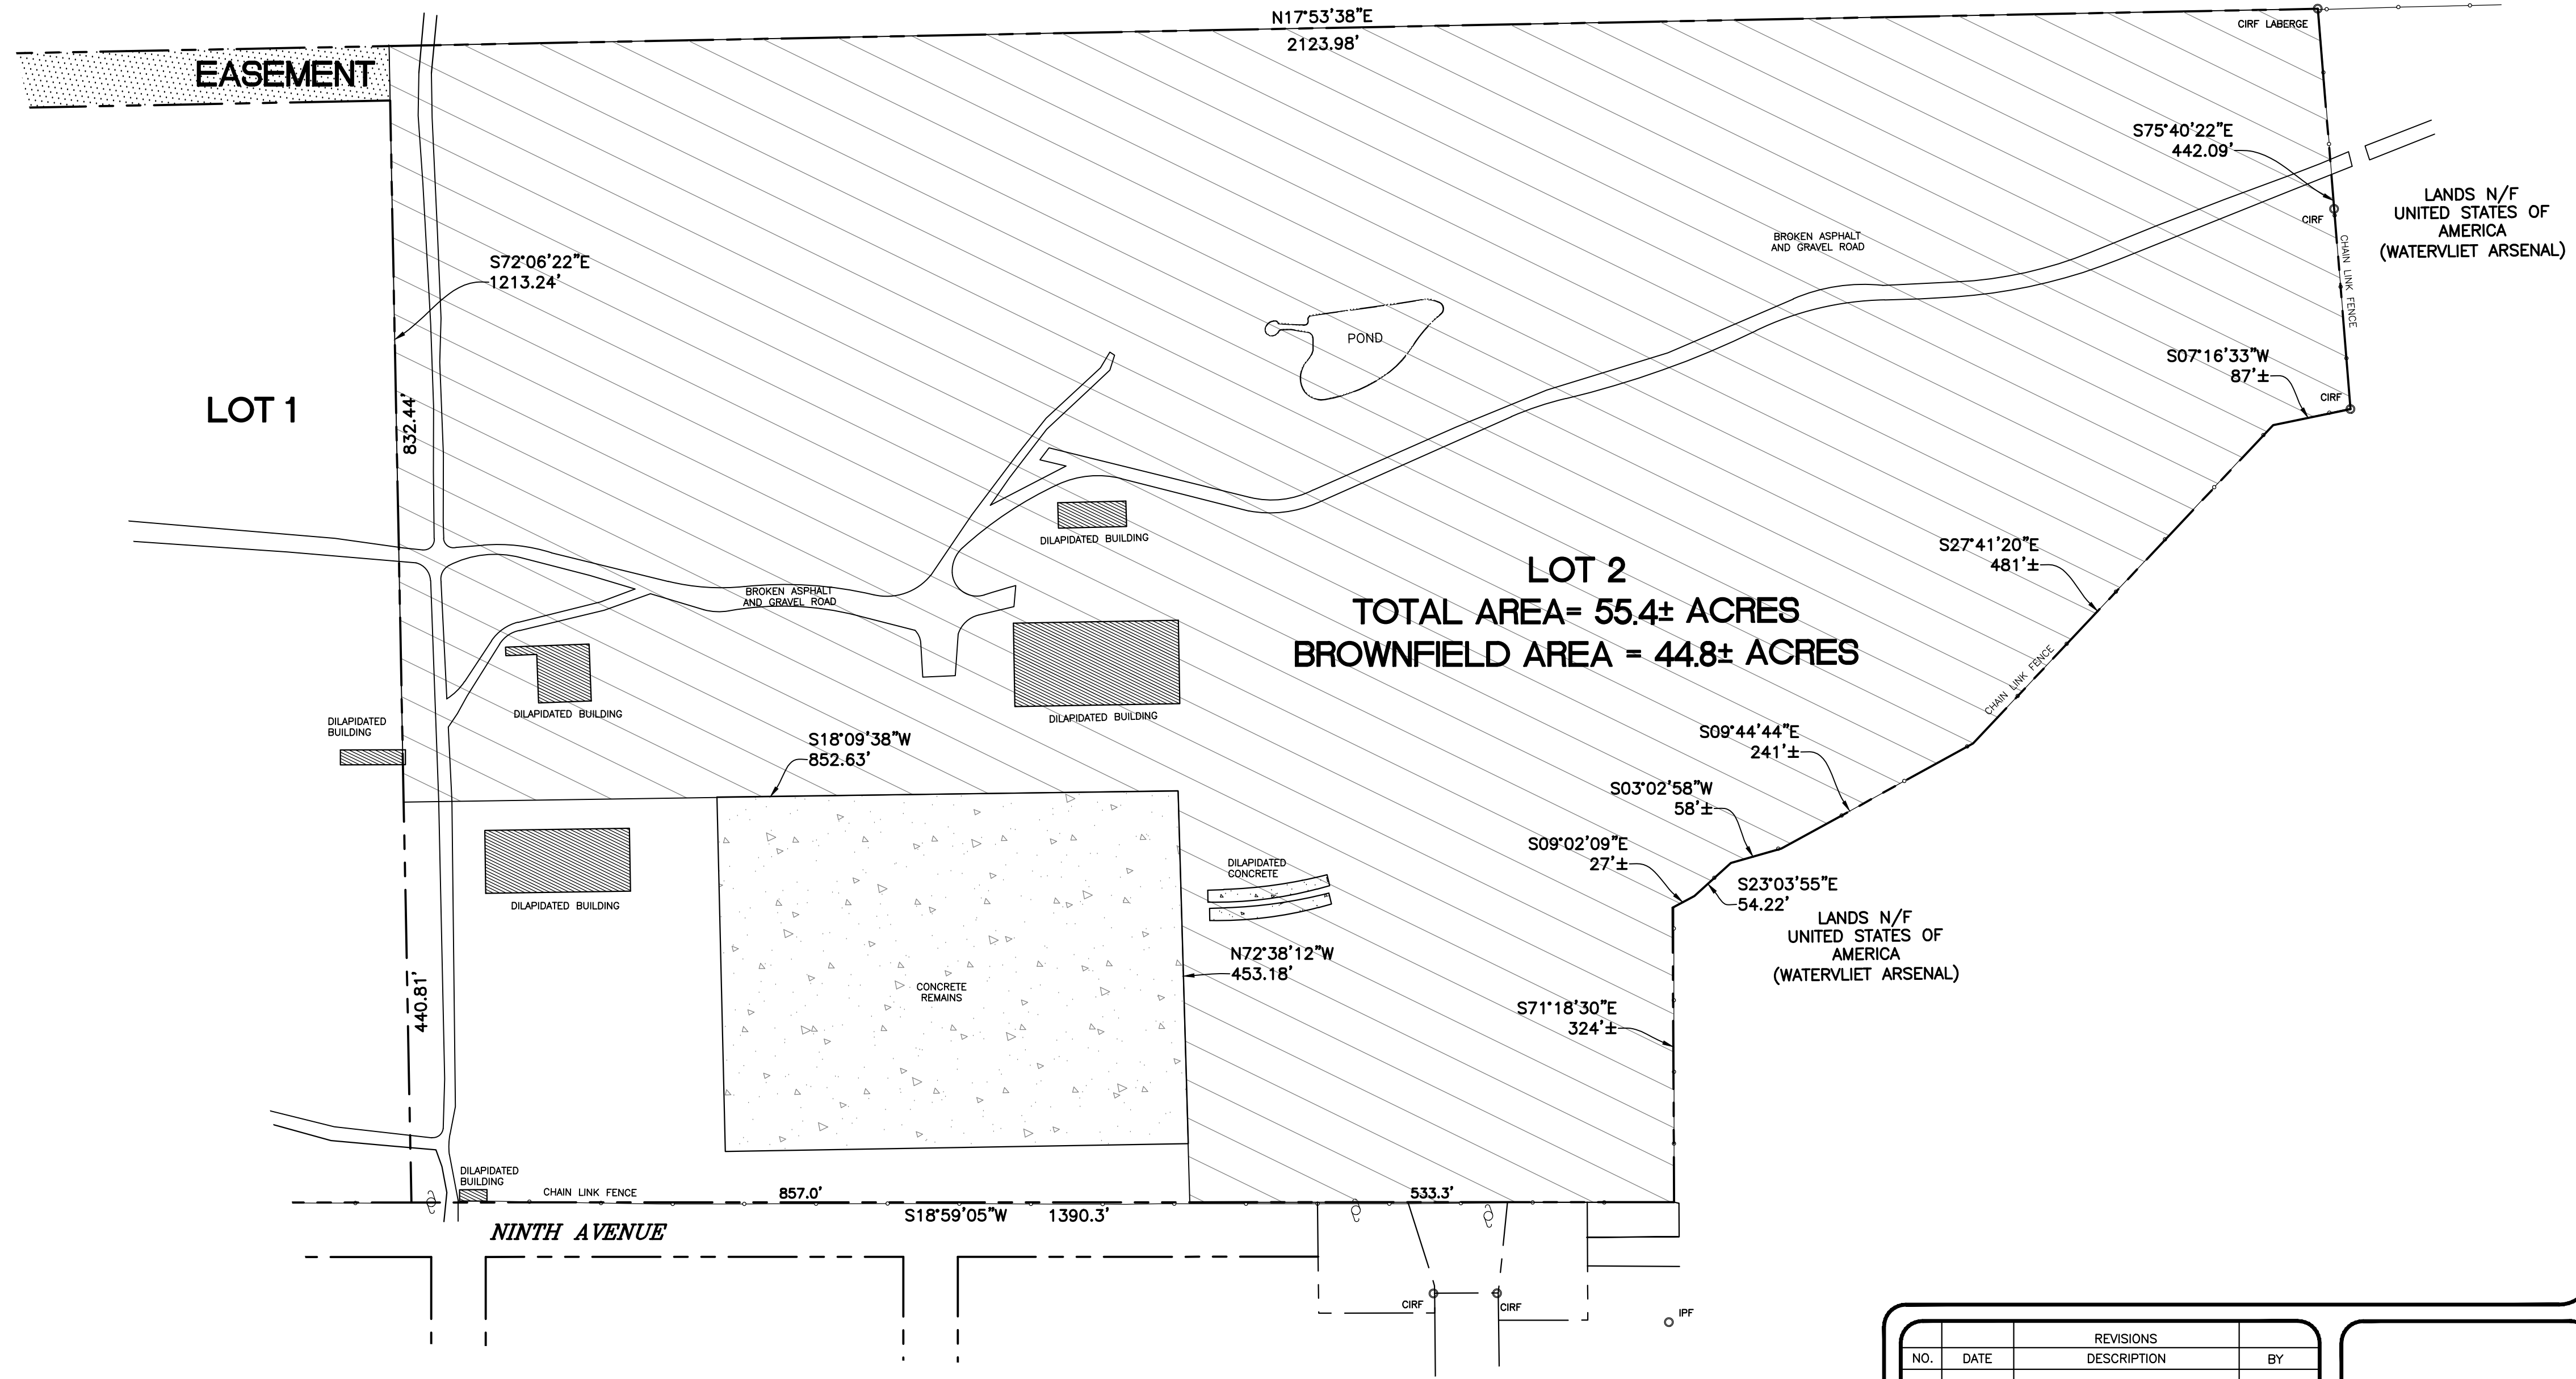 N17°53'38"E
2123.98'
CIRF LABERGE
EASEMENT
S75°40'22"E
442.09'
LANDS N/F
UNITED STATES OF
AMERICA
(WATERVLIET ARSENAL)
CIRF
CHAIN LINK FENCE
BROKEN ASPHALT
AND GRAVEL ROAD
S72°06'22"E
1213.24'
POND
S07°16'33"W
87'±
CIRF
LOT 1
832.44'
DILAPIDATED BUILDING
S27°41'20"E
481'±
LOT 2
TOTAL AREA= 55.4± ACRES
BROWNFIELD AREA = 44.8± ACRES
BROKEN ASPHALT
AND GRAVEL ROAD
CHAIN LINK FENCE
DILAPIDATED BUILDING
DILAPIDATED BUILDING
DILAPIDATED
BUILDING
S18°09'38"W
852.63'
S09°44'44"E
241'±
S03°02'58"W
58'±
S09°02'09"E
27'±
S23°03'55"E
54.22'
LANDS N/F
UNITED STATES OF
AMERICA
(WATERVLIET ARSENAL)
DILAPIDATED
CONCRETE
DILAPIDATED BUILDING
N72°38'12"W
453.18'
CONCRETE
REMAINS
440.81'
S71°18'30"E
324'±
DILAPIDATED
BUILDING
CHAIN LINK FENCE
857.0'
533.3'
S18°59'05"W 1390.3'
NINTH AVENUE
CIRF
CIRF
IPF
REVISIONS
NO. DATE DESCRIPTION BY